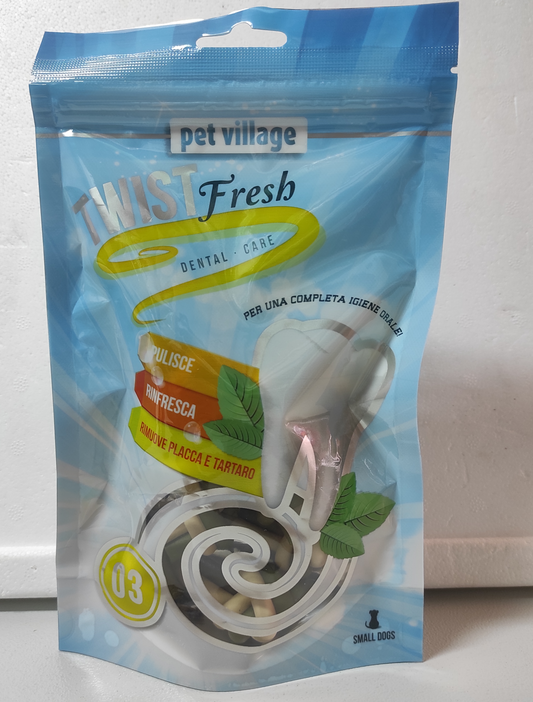 pet village
TWIST Fresh
DENTAL - CARE
PER UNA COMPLETA IGIENE ORALE!
PULISCE
RINFRESCA
RIMUOVE PLACCA E TARTARO
03
SMALL DOGS